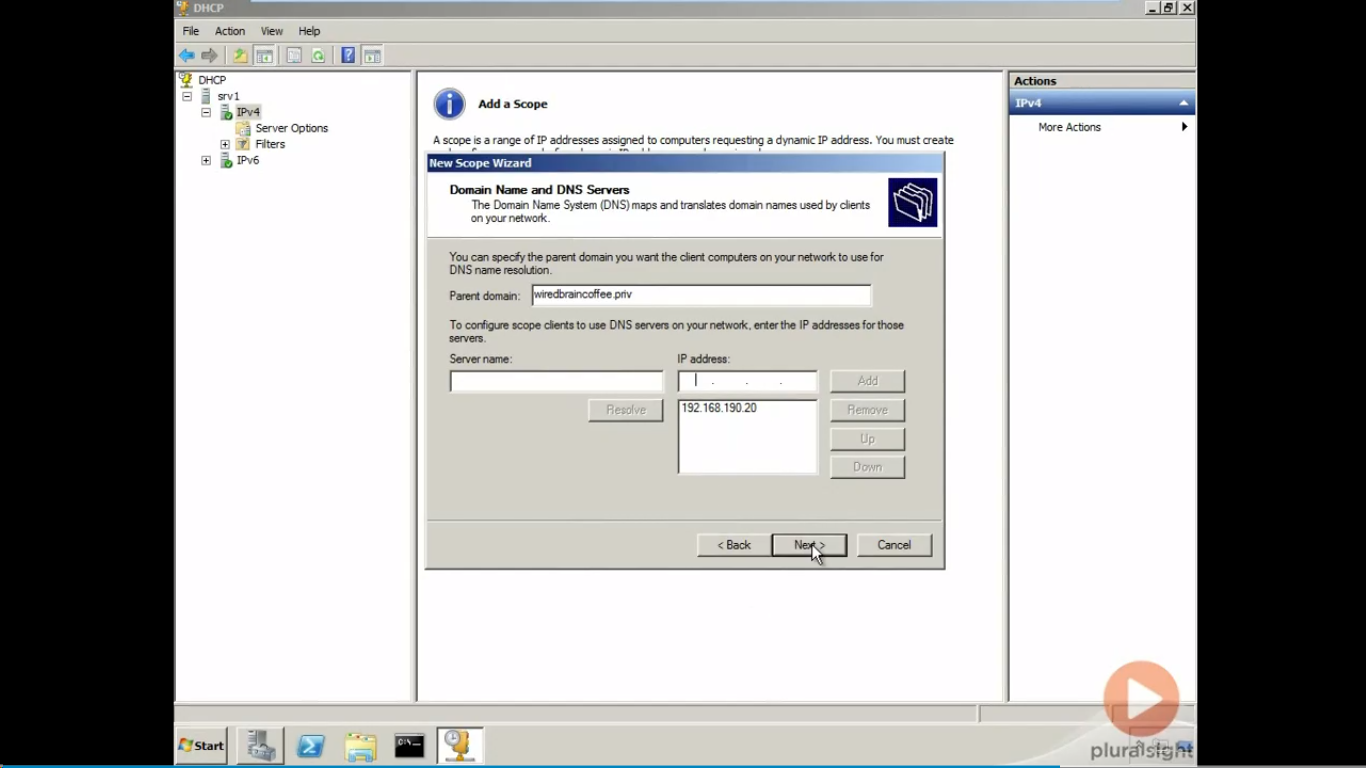 DHCP
File Action View Help
DHCP
srv1
IPv4
Server Options
Filters
IPv6
Add a Scope
A scope is a range of IP addresses assigned to computers requesting a dynamic IP address. You must create
New Scope Wizard
Domain Name and DNS Servers
The Domain Name System (DNS) maps and translates domain names used by clients
on your network.
You can specify the parent domain you want the client computers on your network to use for
DNS name resolution.
Parent domain: wiredbraincoffee.priv
To configure scope clients to use DNS servers on your network, enter the IP addresses for those
servers.
Server name: IP address:
. . . Add
Resolve 192.168.190.20 Remove
Up
Down
< Back Next > Cancel
Actions
IPv4
More Actions
Start
C:\
pluralsight